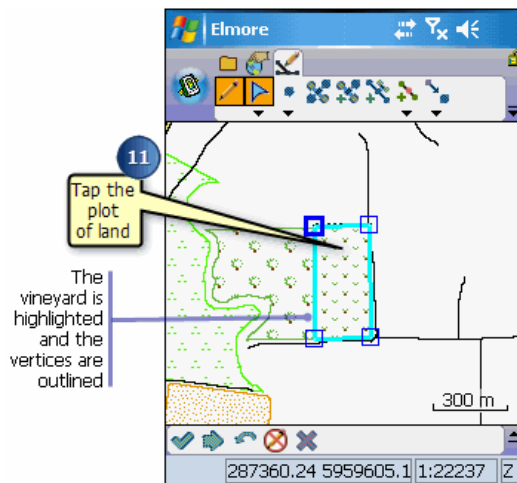 Elmore
11
Tap the
plot
of land
The
vineyard is
highlighted
and the
vertices are
outlined
300 m
287360.24 5959605.1 1:22237 Z